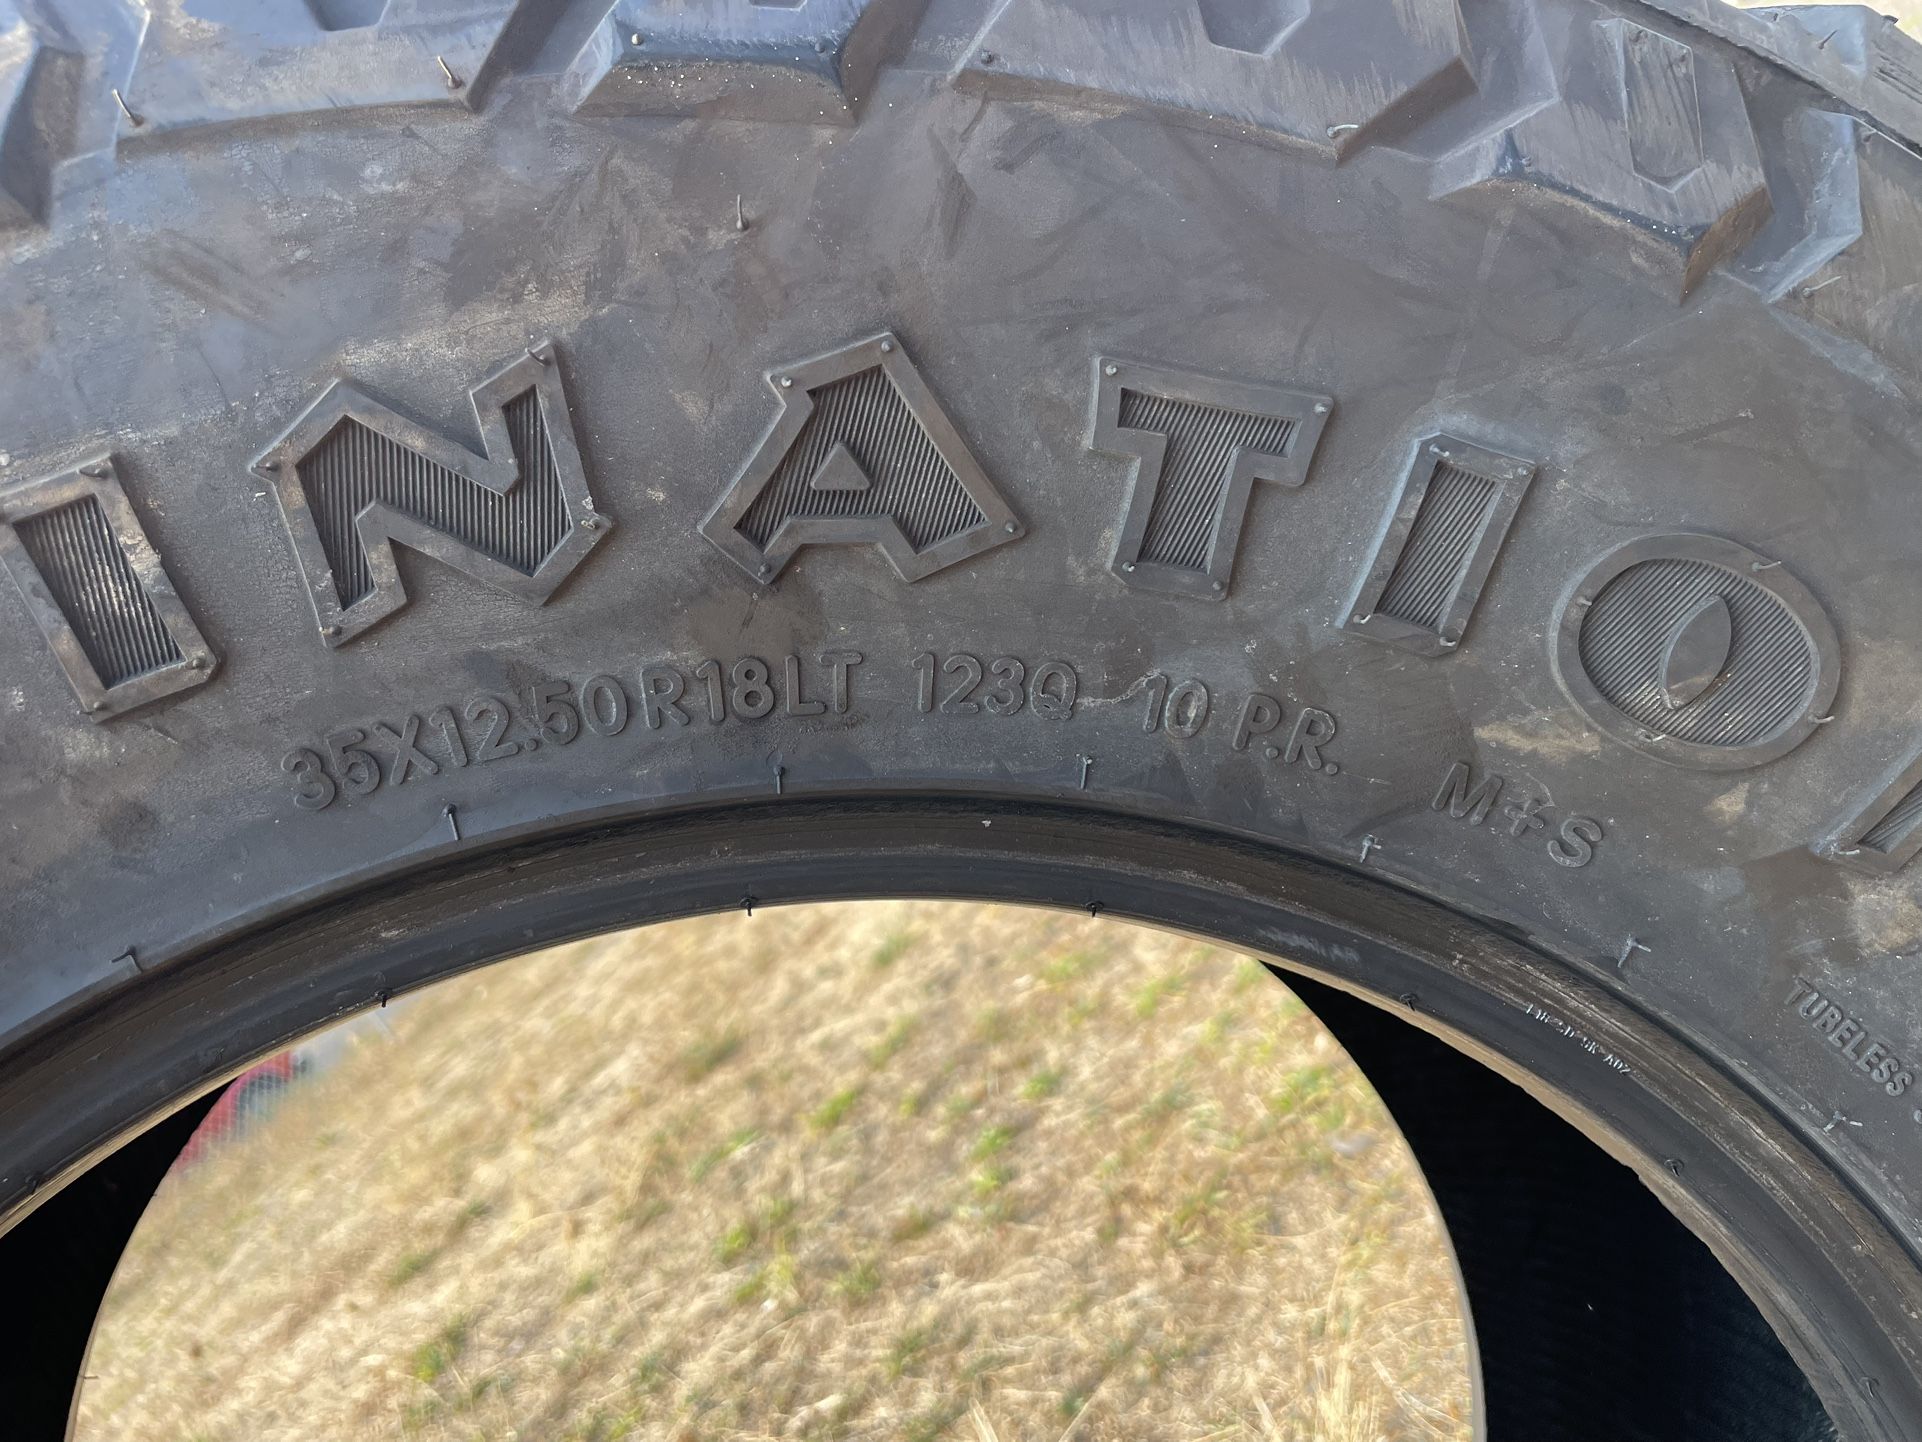 INATIO
35X12.50R18LT 123Q 10 P.R.
M+S
TUBELESS